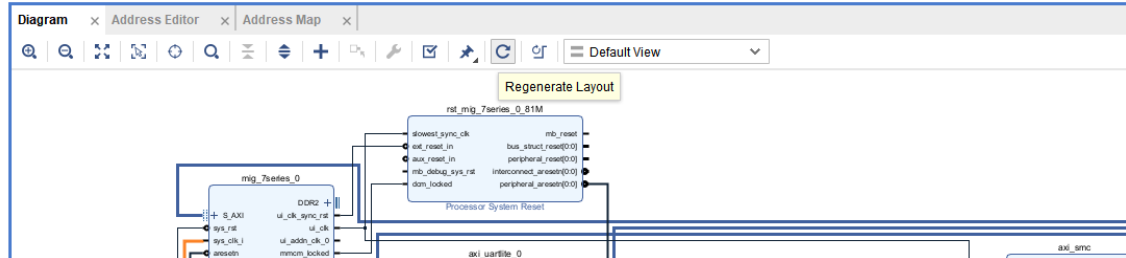 Diagram × Address Editor × Address Map ×
Default View
Regenerate Layout
rst_mig_7series_0_81M
slowest_sync_clk mb_reset
ext_reset_in bus_struct_reset[0:0]
aux_reset_in peripheral_reset[0:0]
mb_debug_sys_rst interconnect_aresetn[0:0]
dcm_locked peripheral_aresetn[0:0]
Processor System Reset
mig_7series_0
DDR2
S_AXI ui_clk_sync_rst
sys_rst ui_clk
sys_clk_i ui_addn_clk_0
aresetn mmcm_locked
axi_uartlite_0
axi_smc